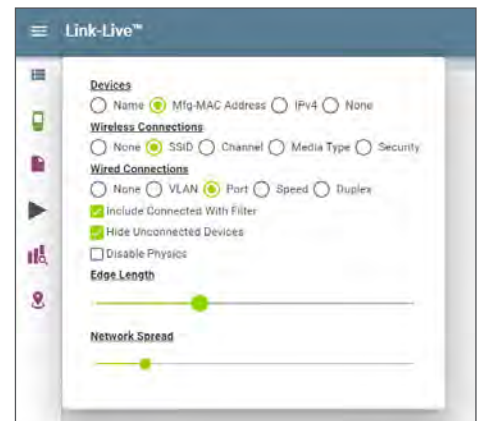 Link-Live™
Devices
Name Mfg-MAC Address IPv4 None
Wireless Connections
None SSID Channel Media Type Security
Wired Connections
None VLAN Port Speed Duplex
Include Connected With Filter
Hide Unconnected Devices
Disable Physics
Edge Length
Network Spread